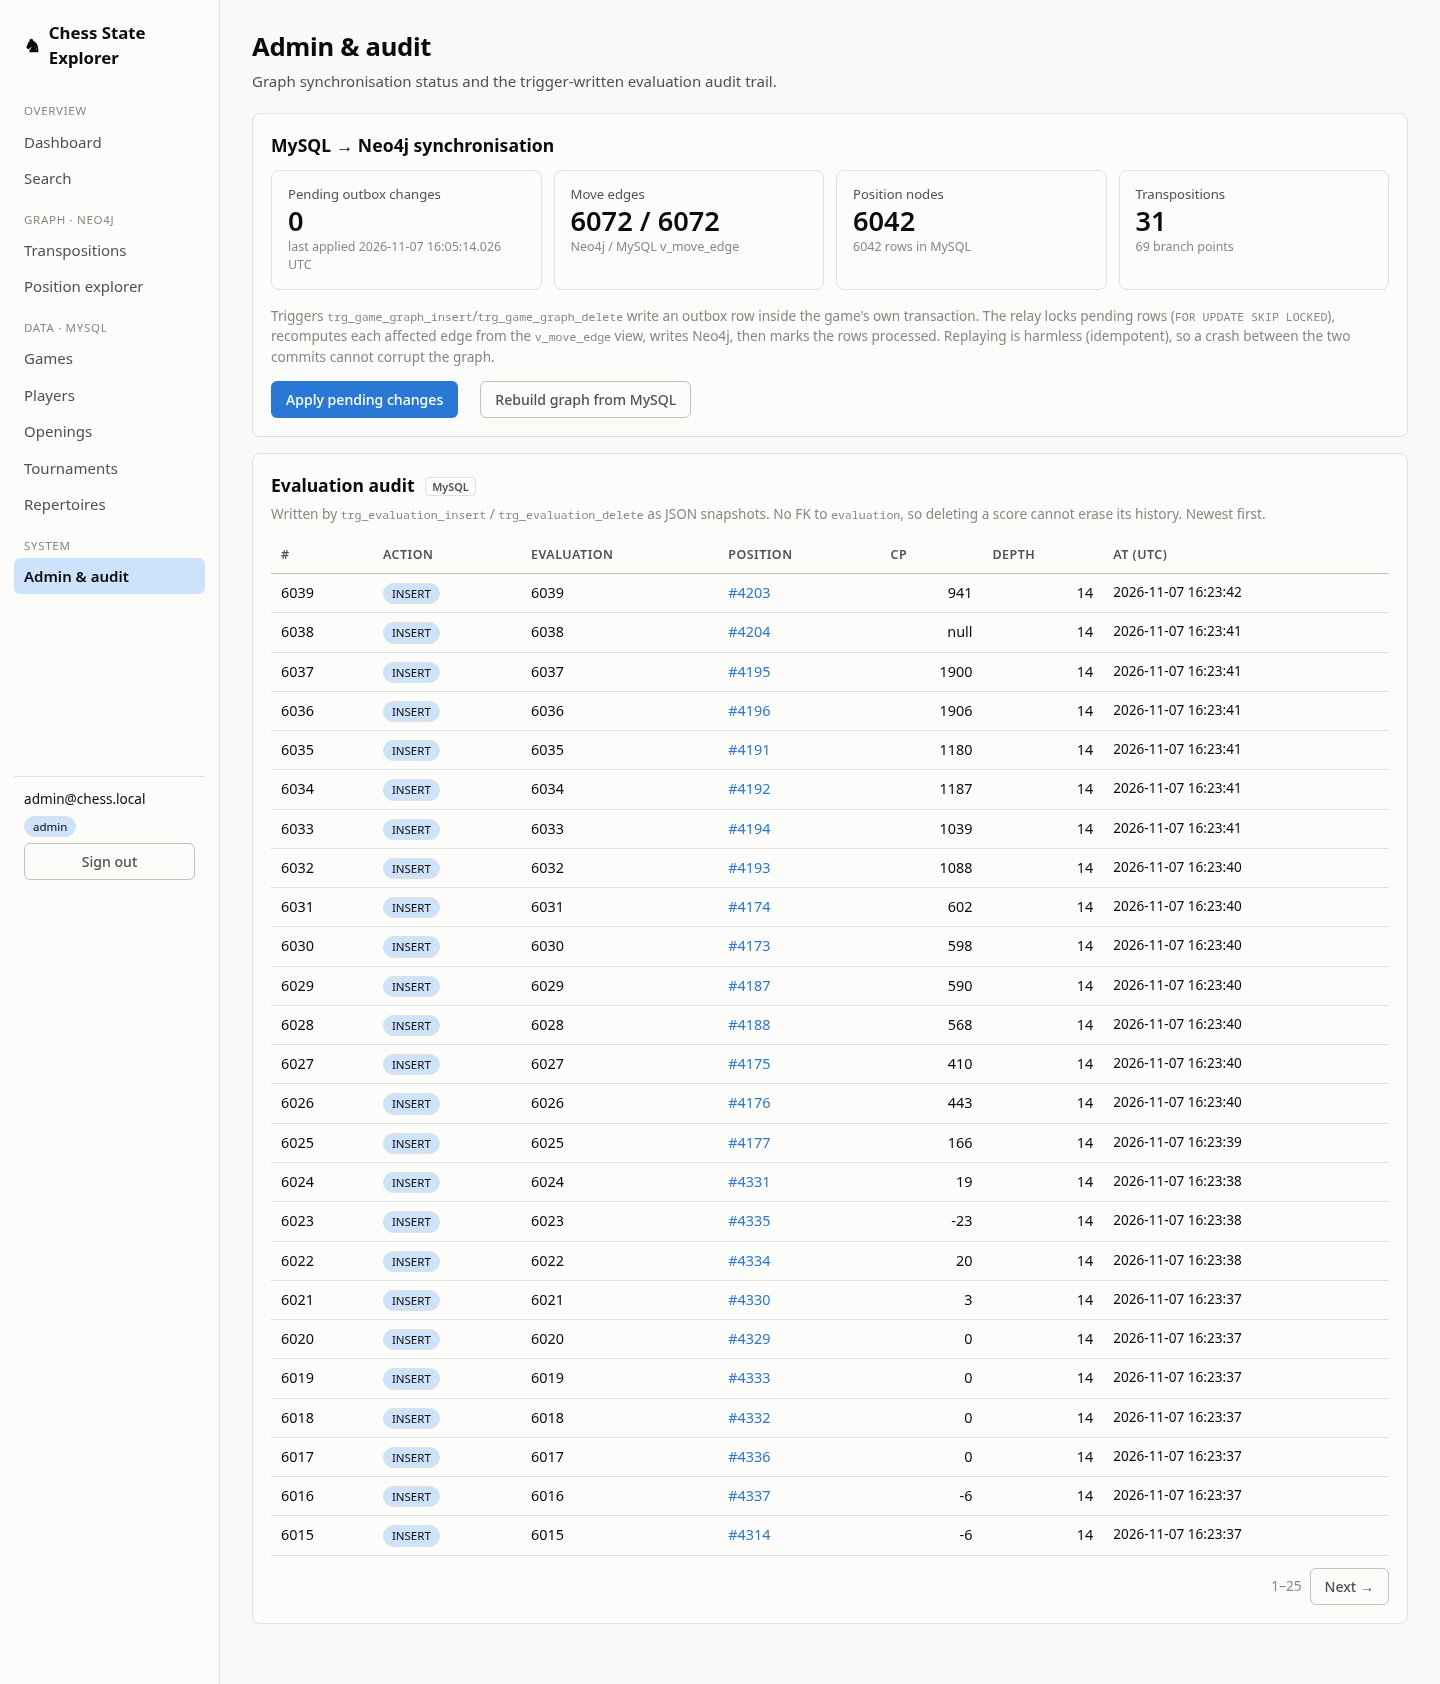 ♞ Chess State Explorer
OVERVIEW
Dashboard
Search
GRAPH · NEO4J
Transpositions
Position explorer
DATA · MYSQL
Games
Players
Openings
Tournaments
Repertoires
SYSTEM
Admin & audit
admin@chess.local
admin
Sign out
Admin & audit
Graph synchronisation status and the trigger-written evaluation audit trail.
MySQL → Neo4j synchronisation
Pending outbox changes
0
last applied 2026-11-07 16:05:14.026
UTC
Move edges
6072 / 6072
Neo4j / MySQL v_move_edge
Position nodes
6042
6042 rows in MySQL
Transpositions
31
69 branch points
Triggers trg_game_graph_insert/trg_game_graph_delete write an outbox row inside the game's own transaction. The relay locks pending rows (FOR UPDATE SKIP LOCKED),
recomputes each affected edge from the v_move_edge view, writes Neo4j, then marks the rows processed. Replaying is harmless (idempotent), so a crash between the two
commits cannot corrupt the graph.
Apply pending changes
Rebuild graph from MySQL
Evaluation audit MySQL
Written by trg_evaluation_insert / trg_evaluation_delete as JSON snapshots. No FK to evaluation, so deleting a score cannot erase its history. Newest first.
# ACTION EVALUATION POSITION CP DEPTH AT (UTC)
6039 INSERT 6039 #4203 941 14 2026-11-07 16:23:42
6038 INSERT 6038 #4204 null 14 2026-11-07 16:23:41
6037 INSERT 6037 #4195 1900 14 2026-11-07 16:23:41
6036 INSERT 6036 #4196 1906 14 2026-11-07 16:23:41
6035 INSERT 6035 #4191 1180 14 2026-11-07 16:23:41
6034 INSERT 6034 #4192 1187 14 2026-11-07 16:23:41
6033 INSERT 6033 #4194 1039 14 2026-11-07 16:23:41
6032 INSERT 6032 #4193 1088 14 2026-11-07 16:23:40
6031 INSERT 6031 #4174 602 14 2026-11-07 16:23:40
6030 INSERT 6030 #4173 598 14 2026-11-07 16:23:40
6029 INSERT 6029 #4187 590 14 2026-11-07 16:23:40
6028 INSERT 6028 #4188 568 14 2026-11-07 16:23:40
6027 INSERT 6027 #4175 410 14 2026-11-07 16:23:40
6026 INSERT 6026 #4176 443 14 2026-11-07 16:23:40
6025 INSERT 6025 #4177 166 14 2026-11-07 16:23:39
6024 INSERT 6024 #4331 19 14 2026-11-07 16:23:38
6023 INSERT 6023 #4335 -23 14 2026-11-07 16:23:38
6022 INSERT 6022 #4334 20 14 2026-11-07 16:23:38
6021 INSERT 6021 #4330 3 14 2026-11-07 16:23:37
6020 INSERT 6020 #4329 0 14 2026-11-07 16:23:37
6019 INSERT 6019 #4333 0 14 2026-11-07 16:23:37
6018 INSERT 6018 #4332 0 14 2026-11-07 16:23:37
6017 INSERT 6017 #4336 0 14 2026-11-07 16:23:37
6016 INSERT 6016 #4337 -6 14 2026-11-07 16:23:37
6015 INSERT 6015 #4314 -6 14 2026-11-07 16:23:37
1–25 Next →